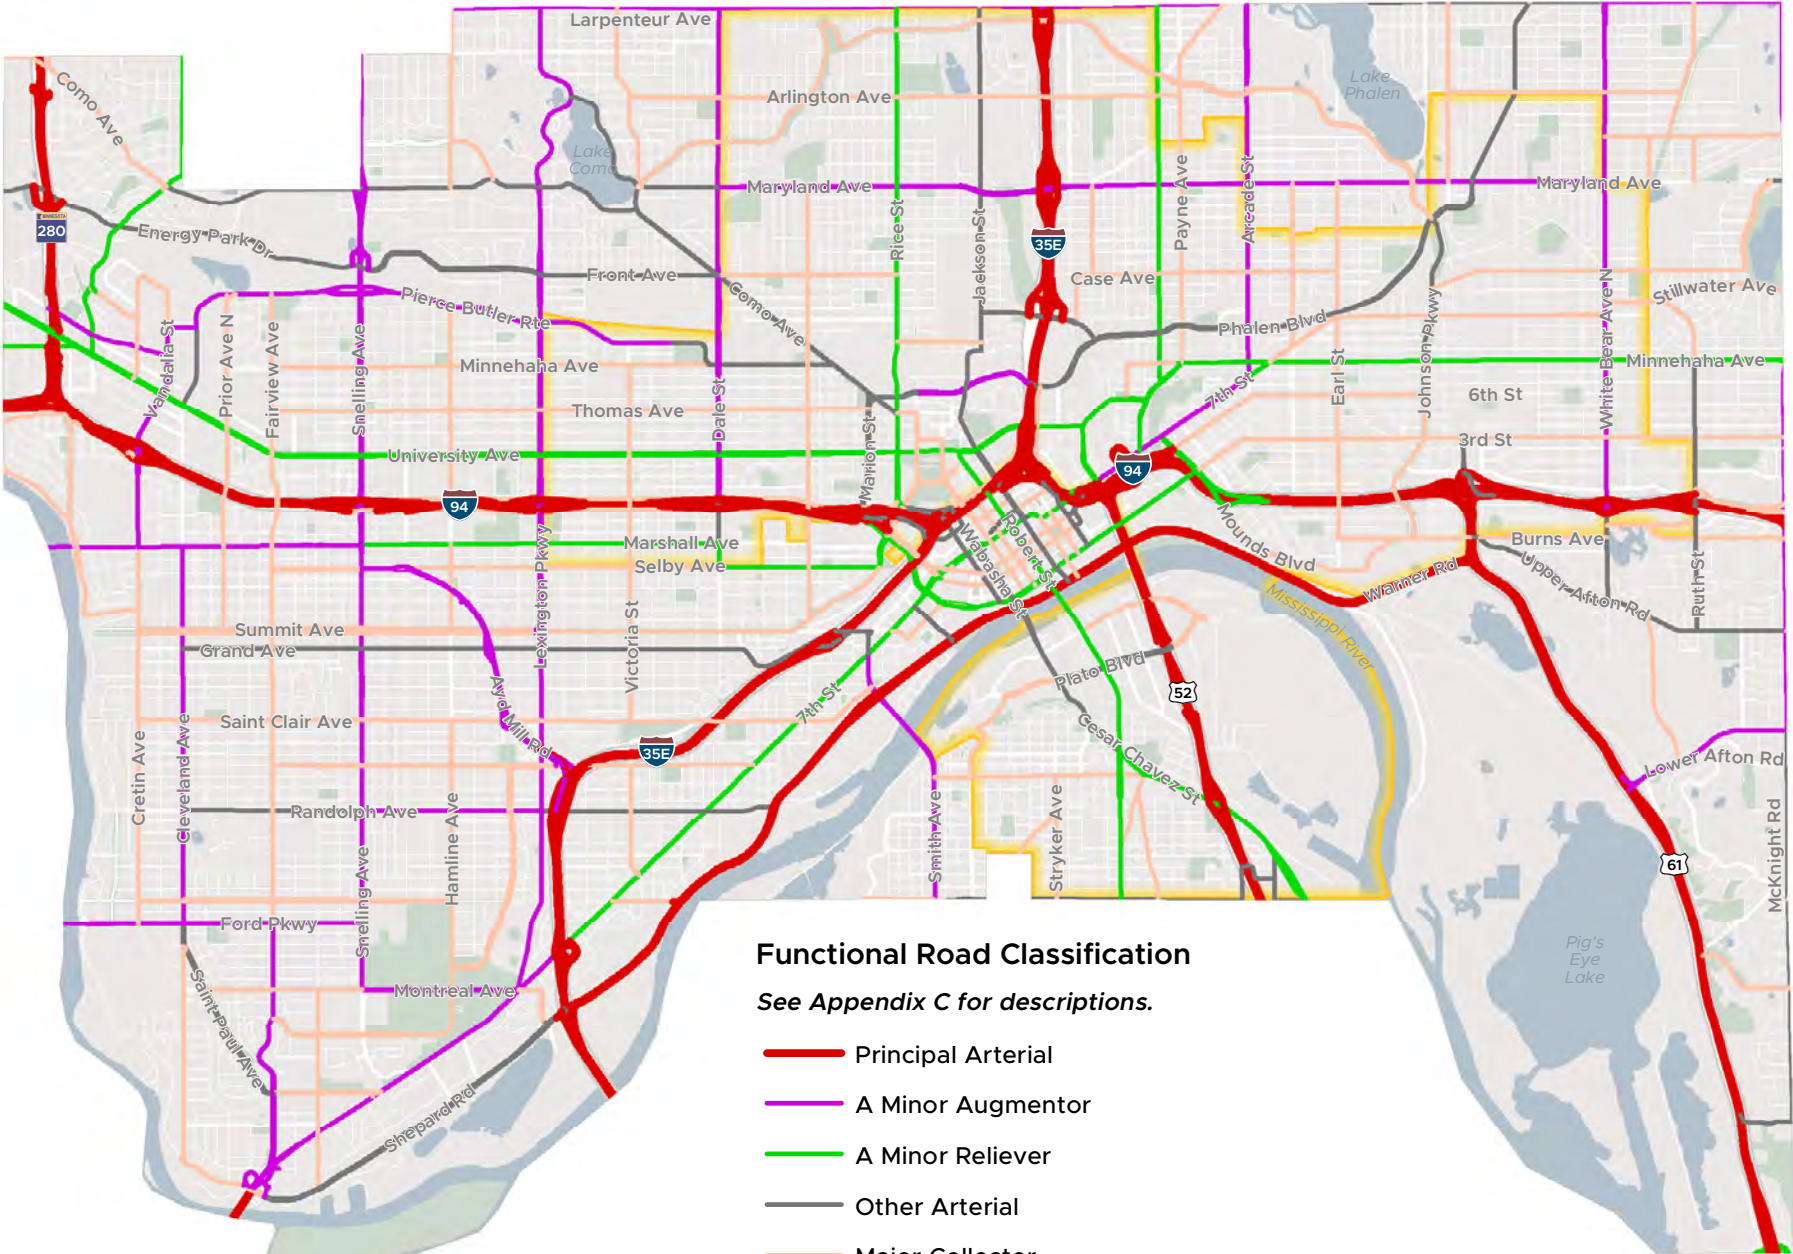 Larpenteur Ave
Como Ave
Arlington Ave
Lake
Phalen
Lake
Como
Maryland Ave
Maryland Ave
Payne Ave
Arcade St
Rice St
Jackson St
MINNESOTA
280
Energy Park Dr
35E
Front Ave
Case Ave
Como Ave
Stillwater Ave
Pierce Butler Rte
Phalen Blvd
Johnson Pkwy
White Bear Ave N
Vandalia St
Prior Ave N
Fairview Ave
Snelling Ave
Minnehaha Ave
Minnehaha Ave
Earl St
7th St
6th St
Thomas Ave
Dale St
Marion St
3rd St
University Ave
94
94
Robert St
Wabasha St
Mounds Blvd
Lexington Pkwy
Marshall Ave
Selby Ave
Burns Ave
Warner Rd
Upper Afton Rd
Ruth St
Mississippi River
Summit Ave
Grand Ave
Victoria St
Plato Blvd
Ayd Mill Rd
7th St
52
Saint Clair Ave
Cesar Chavez St
Cretin Ave
Cleveland Ave
35E
Lower Afton Rd
Randolph Ave
Hamline Ave
Snelling Ave
Smith Ave
Stryker Ave
McKnight Rd
61
Ford Pkwy
Pig's
Eye
Lake
Montreal Ave
Saint Paul Ave
Shepard Rd
Functional Road Classification
See Appendix C for descriptions.
Principal Arterial
A Minor Augmentor
A Minor Reliever
Other Arterial
Major Collector